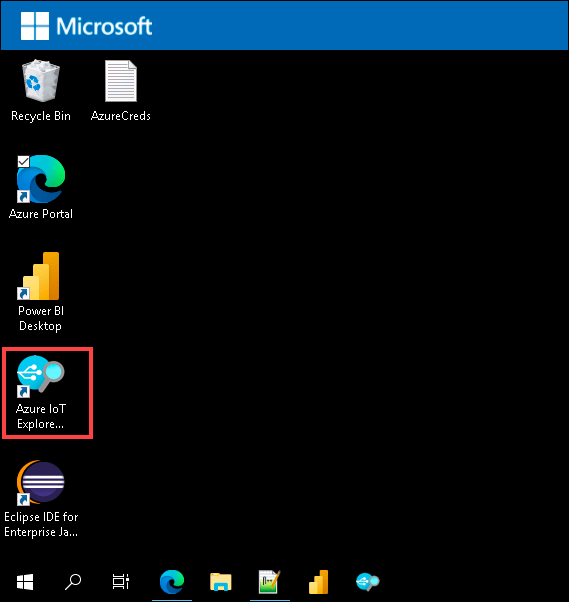 Microsoft
Recycle Bin
AzureCreds
Azure Portal
Power BI
Desktop
Azure IoT
Explore...
Eclipse IDE for
Enterprise Ja...